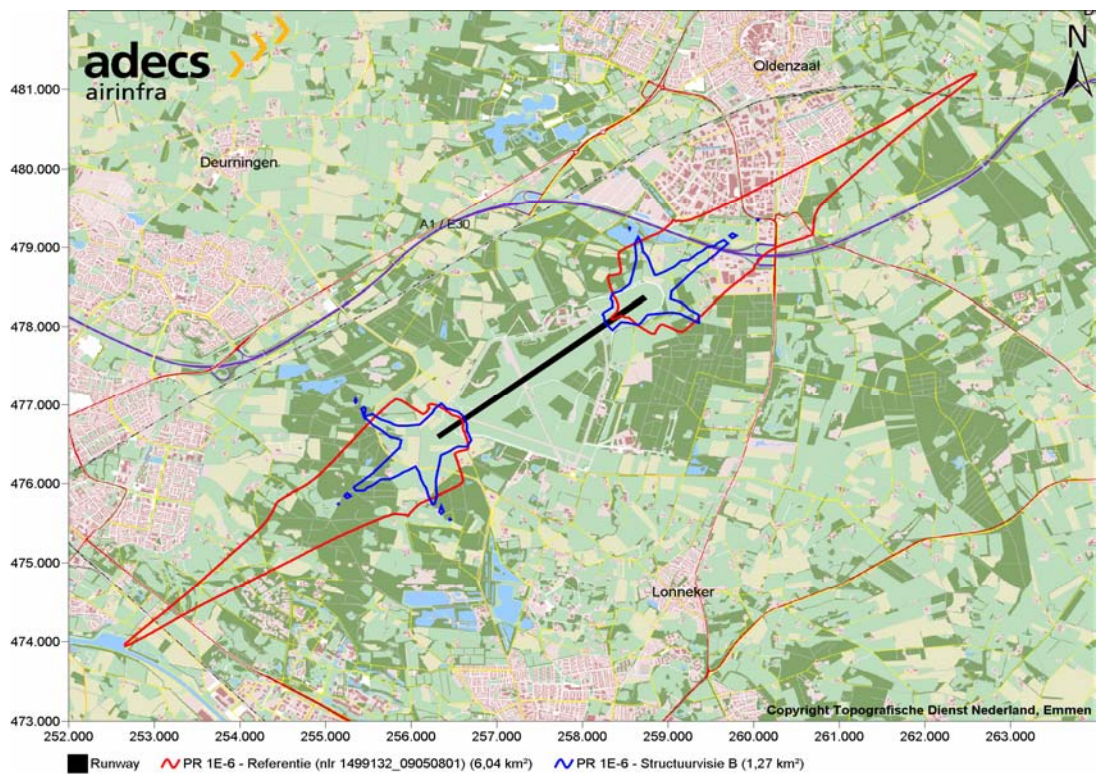 adecs
airinfra
N
Oldenzaal
481.000
Deurningen
480.000
A1 / E30
479.000
478.000
477.000
476.000
475.000
Lonneker
474.000
473.000
Copyright Topografische Dienst Nederland, Emmen
252.000 253.000 254.000 255.000 256.000 257.000 258.000 259.000 260.000 261.000 262.000 263.000
Runway PR 1E-6 - Referentie (nlr 1499132_09050801) (6,04 km²) PR 1E-6 - Structuurvisie B (1,27 km²)